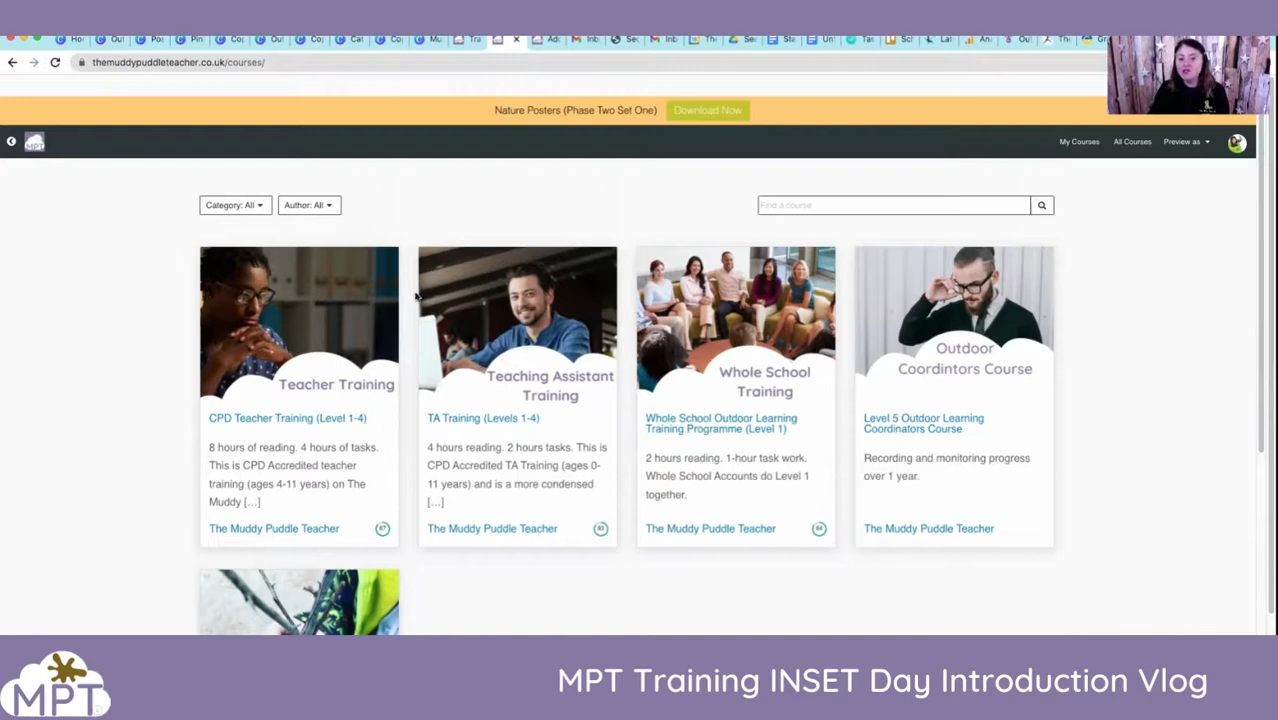 themuddypuddleteacher.co.uk/courses/
Nature Posters (Phase Two Set One) Download Now
MPT My Courses All Courses Preview as
Category: All Author: All Find a course
Teacher Training
CPD Teacher Training (Level 1-4)
8 hours of reading. 4 hours of tasks.
This is CPD Accredited teacher
training (ages 4-11 years) on The
Muddy [...]
The Muddy Puddle Teacher 87
Teaching Assistant
Training
TA Training (Levels 1-4)
4 hours reading. 2 hours tasks. This
is CPD Accredited TA Training (ages 0-
11 years) and is a more condensed
[...]
The Muddy Puddle Teacher 83
Whole School
Training
Whole School Outdoor Learning
Training Programme (Level 1)
2 hours reading. 1-hour task work.
Whole School Accounts do Level 1
together.
The Muddy Puddle Teacher
Outdoor
Coordintors Course
Level 5 Outdoor Learning
Coordinators Course
Recording and monitoring progress
over 1 year.
The Muddy Puddle Teacher
MPT
MPT Training INSET Day Introduction Vlog